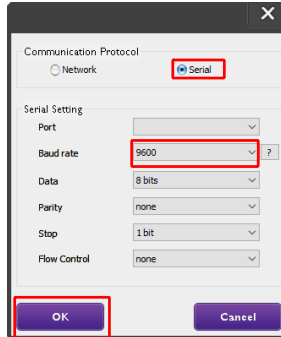 Communication Protocol
Network Serial
Serial Setting
Port
Baud rate 9600 ?
Data 8 bits
Parity none
Stop 1 bit
Flow Control none
OK Cancel